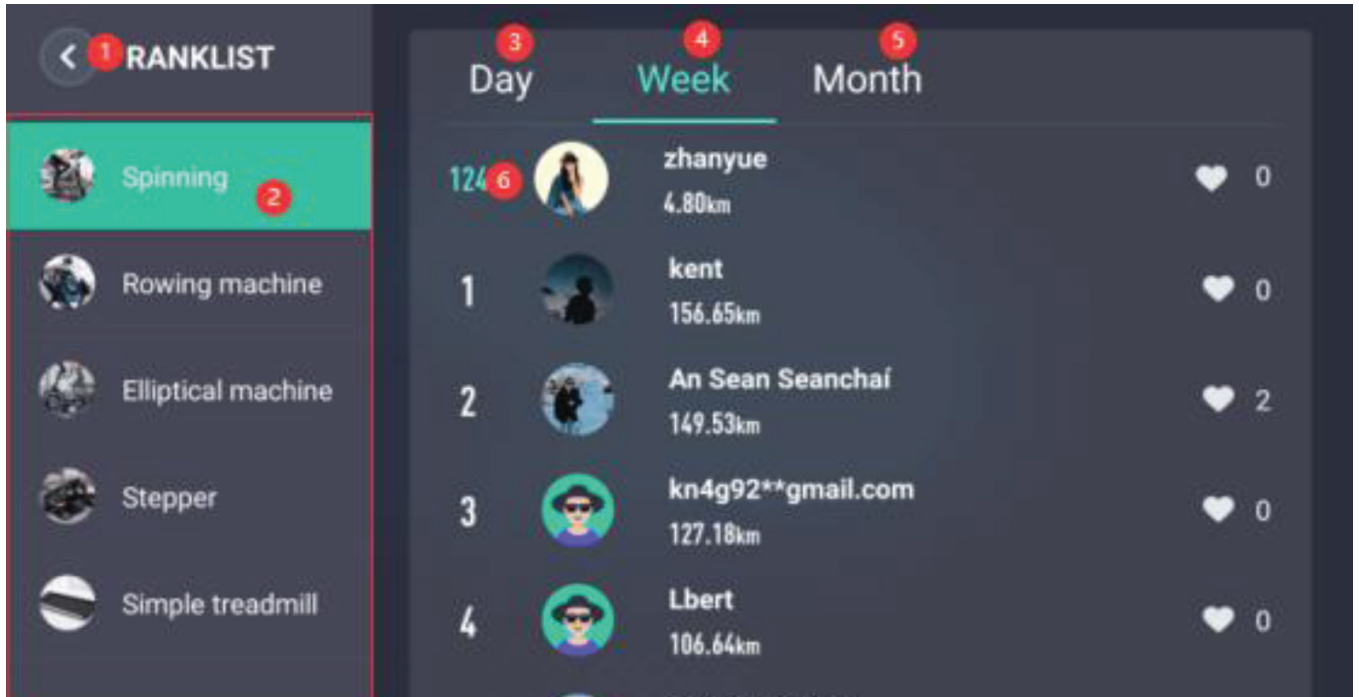 1 RANKLIST
Spinning
2
Rowing machine
Elliptical machine
Stepper
Simple treadmill
3 4 5
Day Week Month
124 6 zhanyue 0
4.80km
1 kent 0
156.65km
2 An Sean Seanchaí 2
149.53km
3 kn4g92**gmail.com 0
127.18km
4 Lbert 0
106.64km